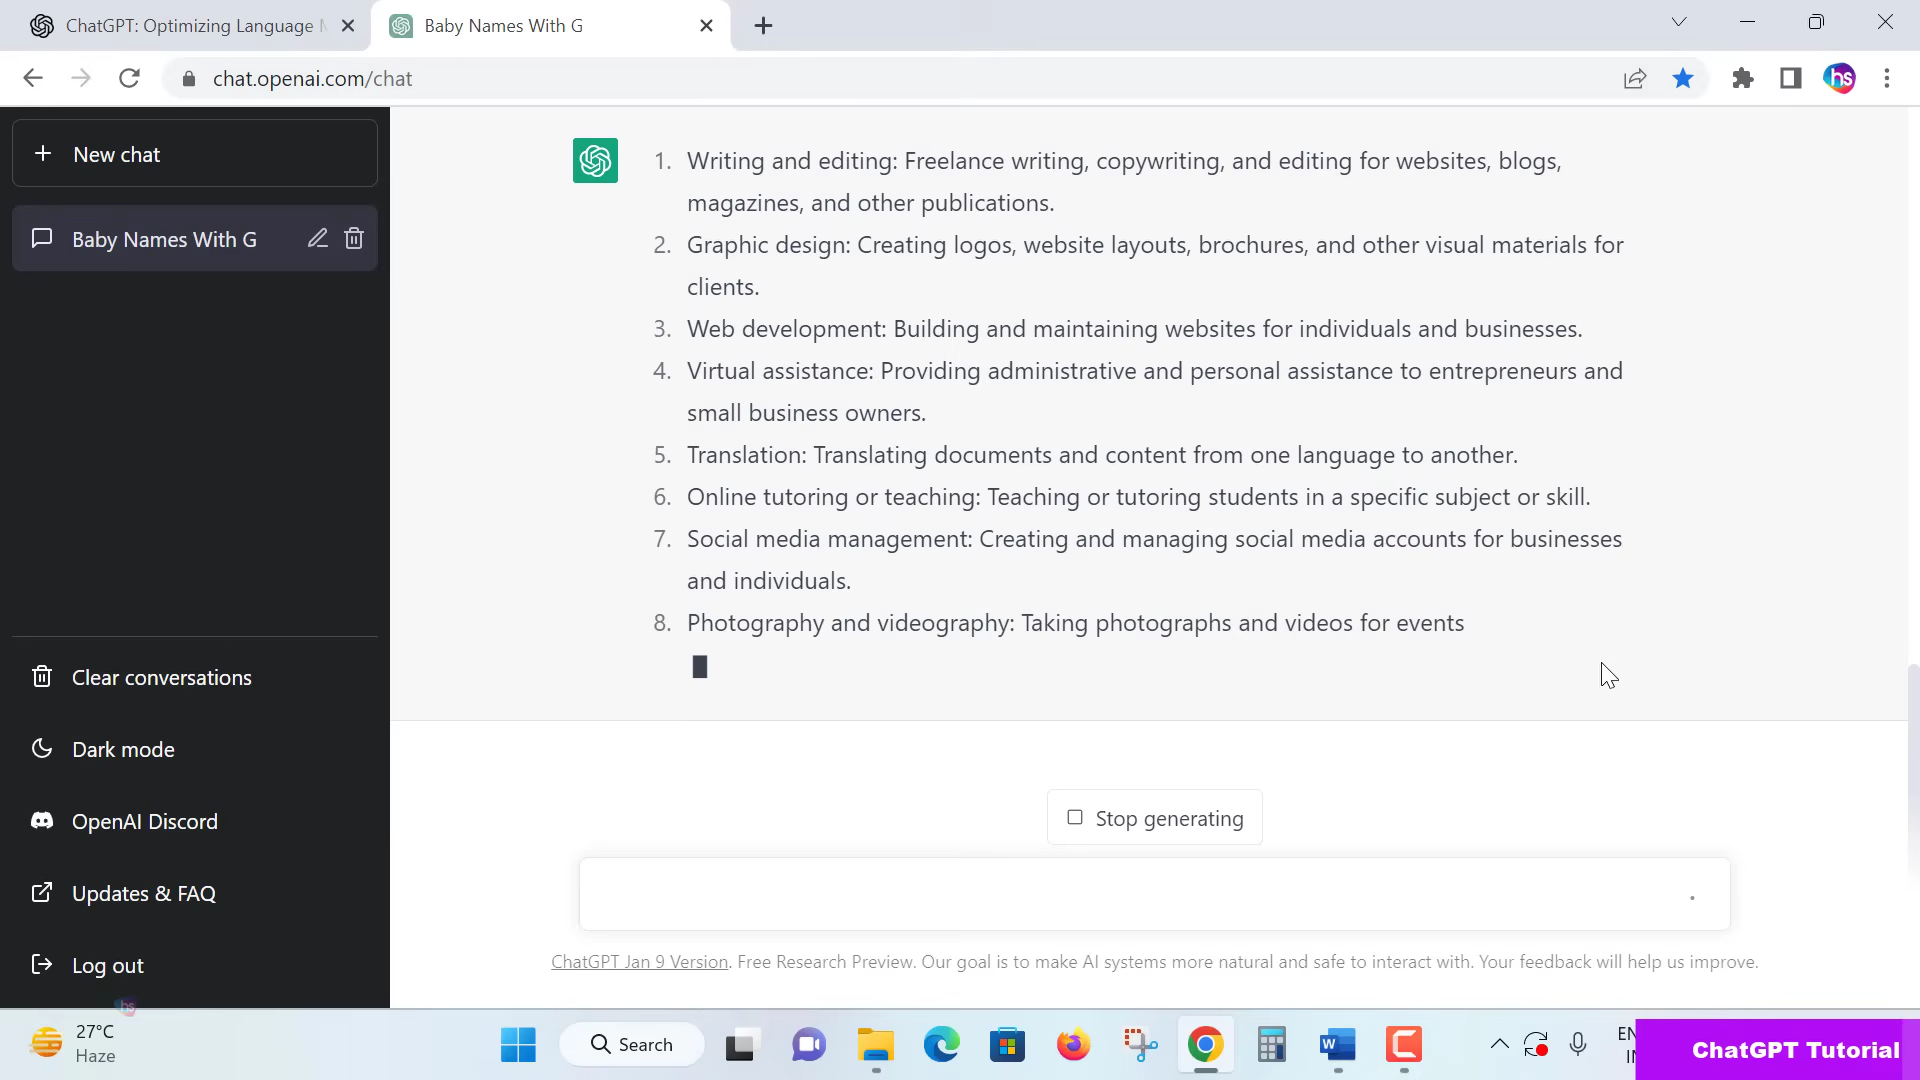 ChatGPT: Optimizing Language
Baby Names With G
chat.openai.com/chat
hs
New chat
Baby Names With G
1. Writing and editing: Freelance writing, copywriting, and editing for websites, blogs,
magazines, and other publications.
2. Graphic design: Creating logos, website layouts, brochures, and other visual materials for
clients.
3. Web development: Building and maintaining websites for individuals and businesses.
4. Virtual assistance: Providing administrative and personal assistance to entrepreneurs and
small business owners.
5. Translation: Translating documents and content from one language to another.
6. Online tutoring or teaching: Teaching or tutoring students in a specific subject or skill.
7. Social media management: Creating and managing social media accounts for businesses
and individuals.
8. Photography and videography: Taking photographs and videos for events
Clear conversations
Dark mode
OpenAI Discord
Updates & FAQ
Log out
Stop generating
ChatGPT Jan 9 Version. Free Research Preview. Our goal is to make AI systems more natural and safe to interact with. Your feedback will help us improve.
hs
27°C
Haze
Search
W
ChatGPT Tutorial